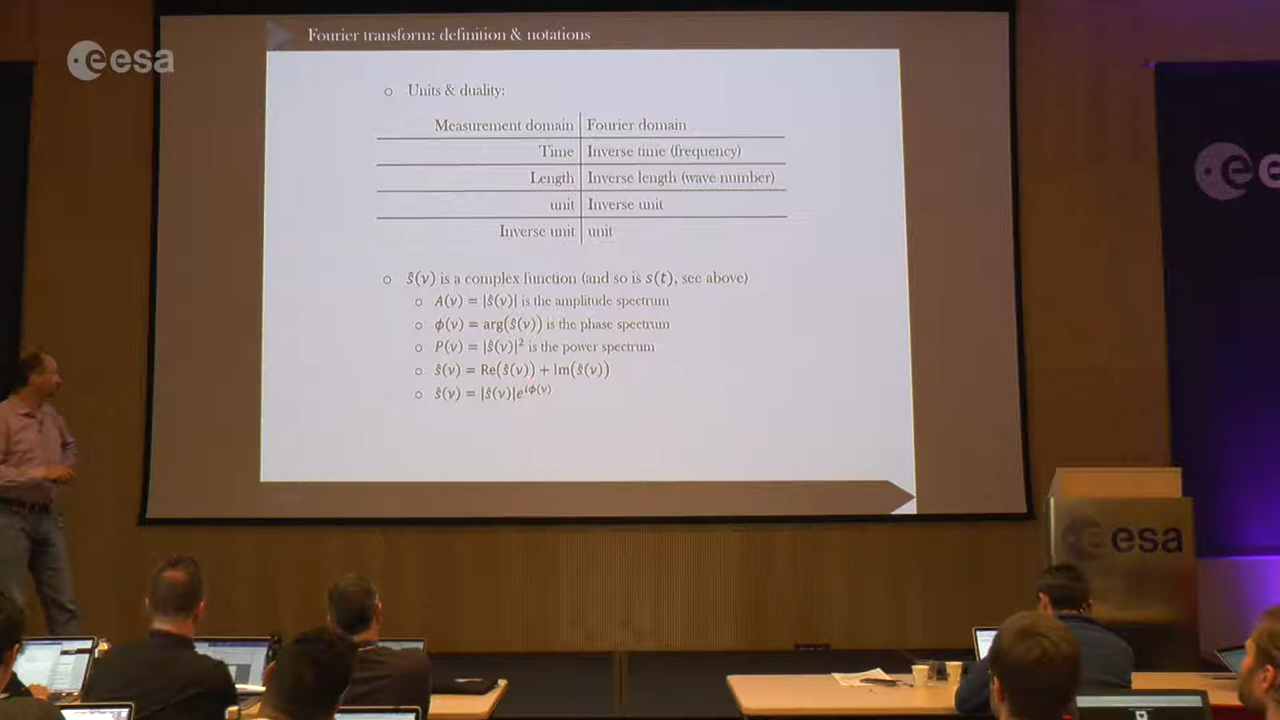 esa
Fourier transform: definition & notations
○ Units & duality:
Measurement domain | Fourier domain
Time | Inverse time (frequency)
Length | Inverse length (wave number)
unit | Inverse unit
Inverse unit | unit
○ ŝ(ν) is a complex function (and so is s(t), see above)
○ A(ν) = |ŝ(ν)| is the amplitude spectrum
○ ϕ(ν) = arg(ŝ(ν)) is the phase spectrum
○ P(ν) = |ŝ(ν)|² is the power spectrum
○ ŝ(ν) = Re(ŝ(ν)) + Im(ŝ(ν))
○ ŝ(ν) = |ŝ(ν)|e^{iϕ(ν)}
e
esa